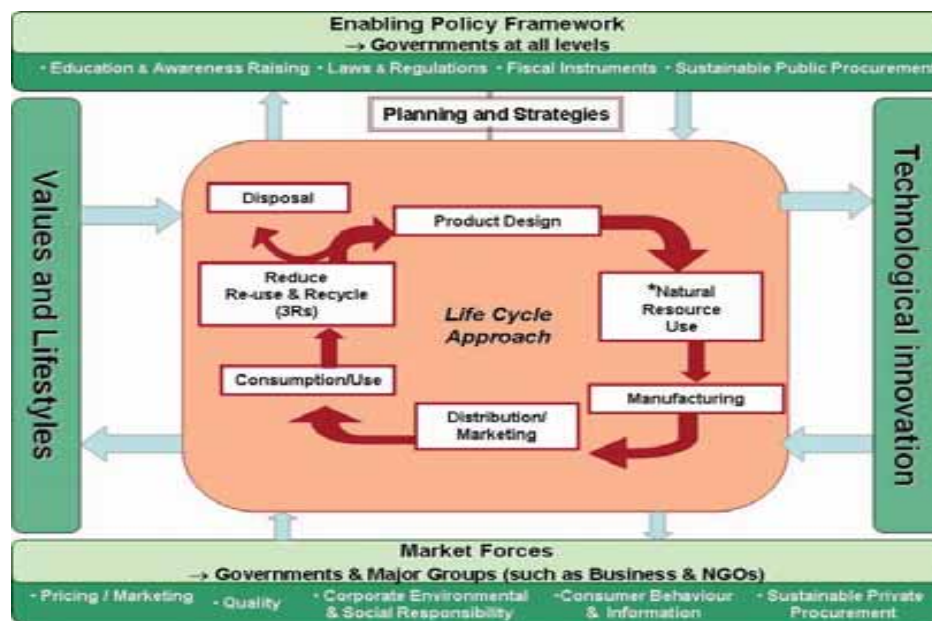 Enabling Policy Framework
→ Governments at all levels
• Education & Awareness Raising • Laws & Regulations • Fiscal Instruments • Sustainable Public Procurement
Planning and Strategies
Values and Lifestyles
Technological innovation
Disposal
Product Design
Reduce
Re-use & Recycle
(3Rs)
*Natural
Resource
Use
Life Cycle
Approach
Consumption/Use
Manufacturing
Distribution/
Marketing
Market Forces
→ Governments & Major Groups (such as Business & NGOs)
• Pricing / Marketing • Quality • Corporate Environmental • Consumer Behaviour • Sustainable Private
& Social Responsibility & Information Procurement